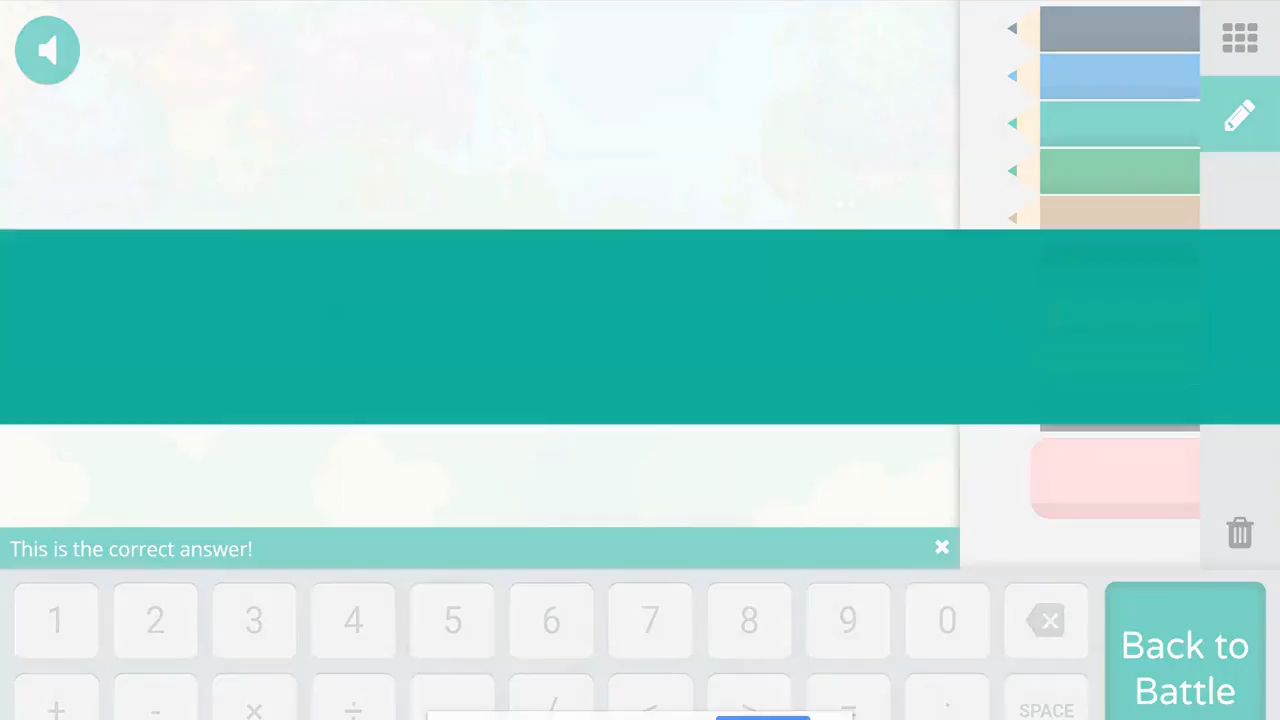 This is the correct answer!
1 2 3 4 5 6 7 8 9 0
+ - × ÷ / < > = . SPACE
Back to
Battle